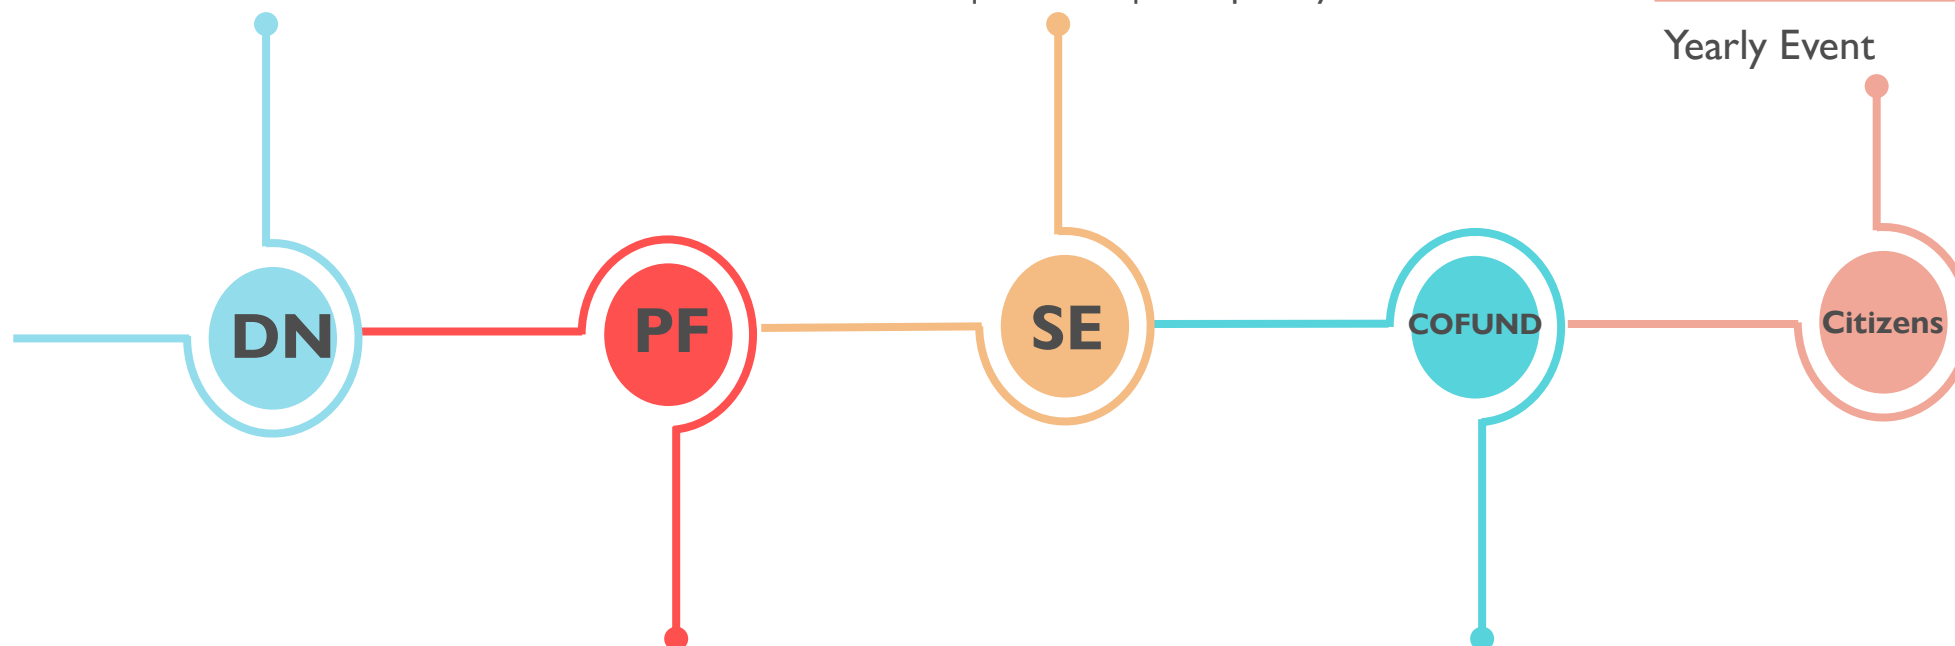 Yearly Event
DN
PF
SE
COFUND
Citizens